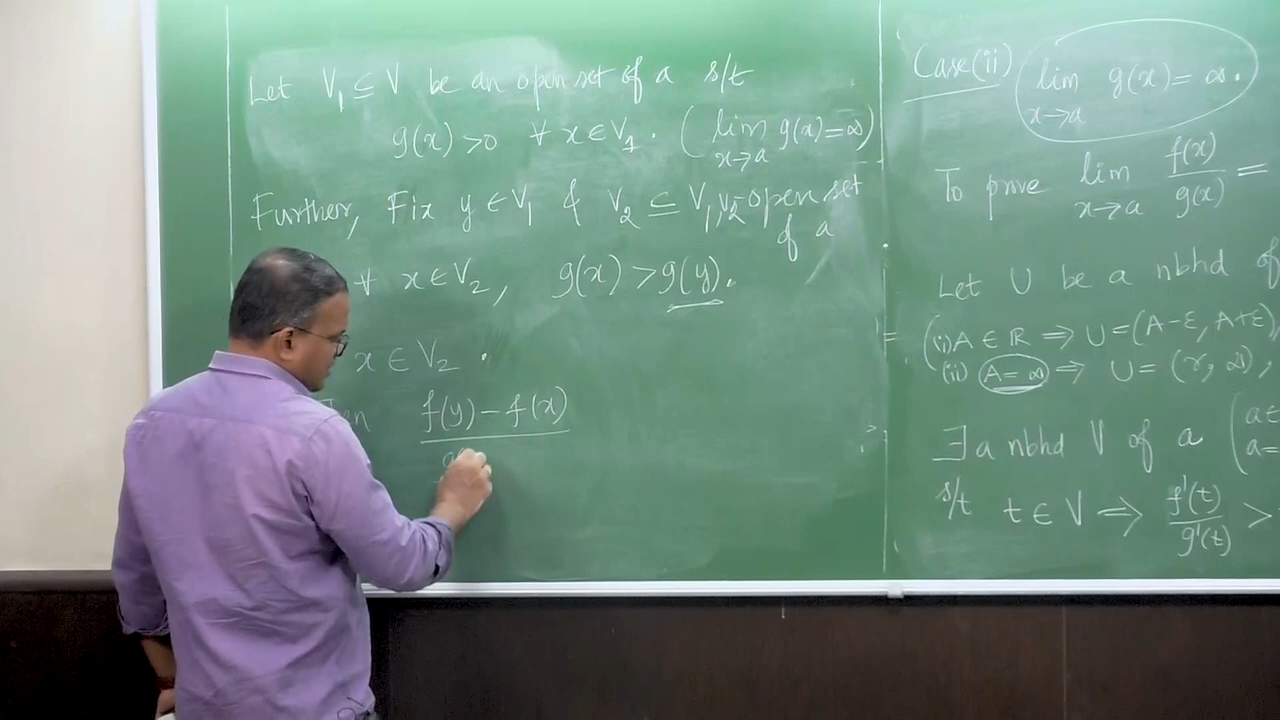 Let V₁ ⊆ V be an open set of a s/t
g(x) > 0 ∀ x ∈ V₁. ( lim x→a g(x) = ∞)
Further, Fix y ∈ V₁ & V₂ ⊆ V₁, V₂-open set
of a
∀ x ∈ V₂, g(x) > g(y).
x ∈ V₂.
f(y) − f(x)
Case(ii) lim x→a g(x) = ∞.
To prove lim x→a f(x)/g(x) =
Let U be a nbhd of
(i) A ∈ ℝ ⇒ U = (A−ε, A+ε)
(ii) A = ∞ ⇒ U = (r, ∞),
∃ a nbhd V of a
s/t t ∈ V ⇒ f'(t)/g'(t) >